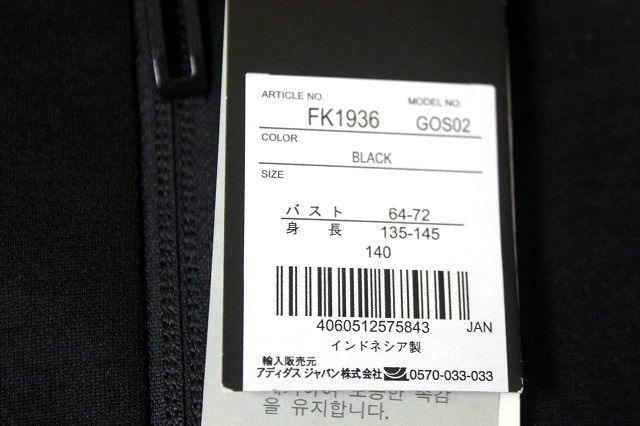 ARTICLE NO. MODEL NO.
FK1936 GOS02
COLOR
BLACK
SIZE
バスト 64-72
身長 135-145
140
4060512575843 JAN
インドネシア製
輸入販売元
アディダス ジャパン株式会社 0570-033-033
을 유지합니다.